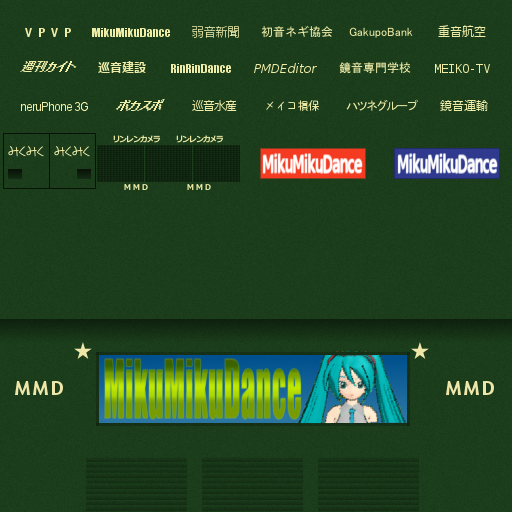 VPVP MikuMikuDance 弱音新聞 初音ネギ協会 GakupoBank 重音航空
週刊カイト 巡音建設 RinRinDance PMDEditor 鏡音専門学校 MEIKO-TV
neruPhone 3G ポカスポ 巡音水産 メイコ損保 ハツネグループ 鏡音運輸
リンレンカメラ リンレンカメラ
みくみく みくみく
MikuMikuDance MikuMikuDance
MMD MMD
MMD MikuMikuDance MMD